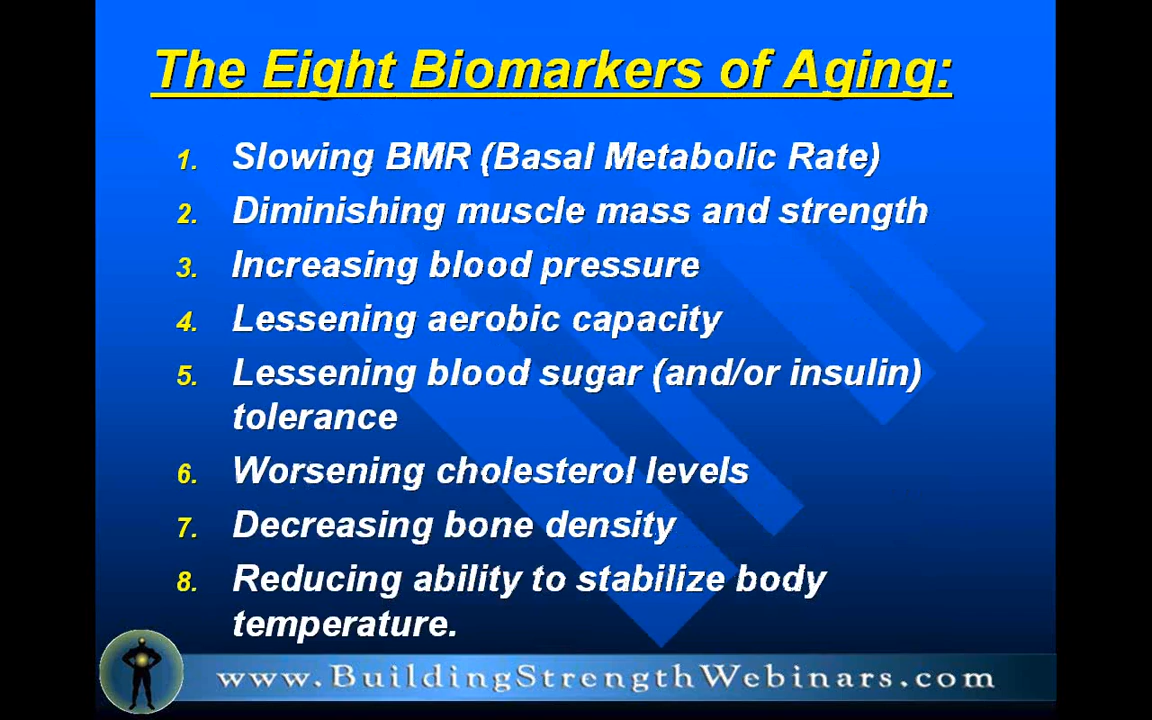 The Eight Biomarkers of Aging:
1. Slowing BMR (Basal Metabolic Rate)
2. Diminishing muscle mass and strength
3. Increasing blood pressure
4. Lessening aerobic capacity
5. Lessening blood sugar (and/or insulin)
tolerance
6. Worsening cholesterol levels
7. Decreasing bone density
8. Reducing ability to stabilize body
temperature.
www.BuildingStrengthWebinars.com